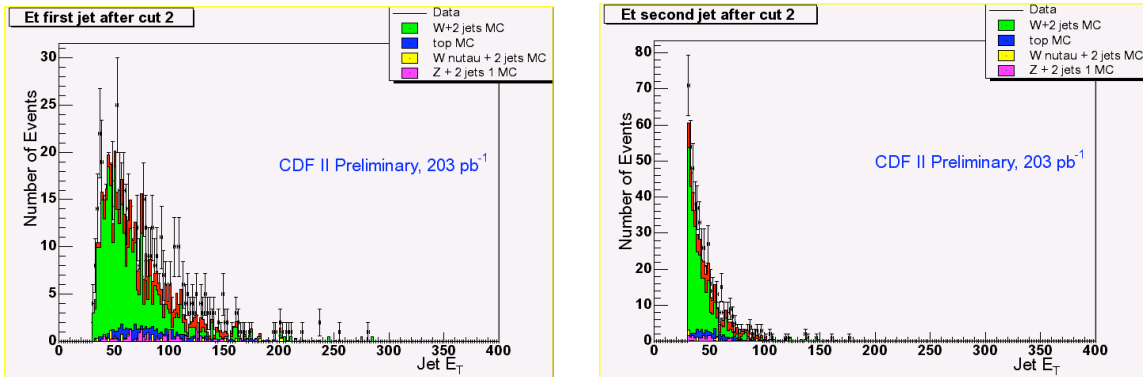 Et first jet after cut 2
Data
W+2 jets MC
top MC
W nutau + 2 jets MC
Z + 2 jets 1 MC
Number of Events
30
25
20
15
10
5
0
CDF II Preliminary, 203 pb-1
0 50 100 150 200 250 300 350 400
Jet ET
Et second jet after cut 2
Data
W+2 jets MC
top MC
W nutau + 2 jets MC
Z + 2 jets 1 MC
Number of Events
80
70
60
50
40
30
20
10
0
CDF II Preliminary, 203 pb-1
0 50 100 150 200 250 300 350 400
Jet ET